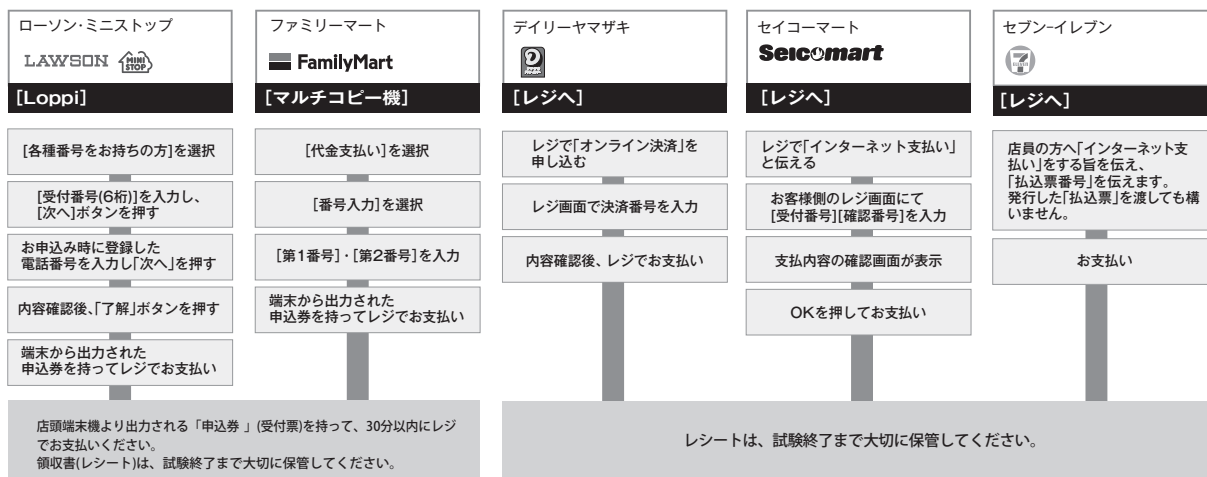 ローソン・ミニストップ
LAWSON MINI STOP
[Loppi]
[各種番号をお持ちの方]を選択
[受付番号(6桁)]を入力し、
[次へ]ボタンを押す
お申込み時に登録した
電話番号を入力し「次へ」を押す
内容確認後、「了解」ボタンを押す
端末から出力された
申込券を持ってレジでお支払い
ファミリーマート
FamilyMart
[マルチコピー機]
[代金支払い]を選択
[番号入力]を選択
[第1番号]・[第2番号]を入力
端末から出力された
申込券を持ってレジでお支払い
店頭端末機より出力される「申込券 」(受付票)を持って、30分以内にレジ
でお支払いください。
領収書(レシート)は、試験終了まで大切に保管してください。
デイリーヤマザキ
[レジへ]
レジで「オンライン決済」を
申し込む
レジ画面で決済番号を入力
内容確認後、レジでお支払い
セイコーマート
Seicomart
[レジへ]
レジで「インターネット支払い」
と伝える
お客様側のレジ画面にて
[受付番号][確認番号]を入力
支払内容の確認画面が表示
OKを押してお支払い
セブン-イレブン
[レジへ]
店員の方へ「インターネット支
払い」をする旨を伝え、
「払込票番号」を伝えます。
発行した「払込票」を渡しても構
いません。
お支払い
レシートは、試験終了まで大切に保管してください。